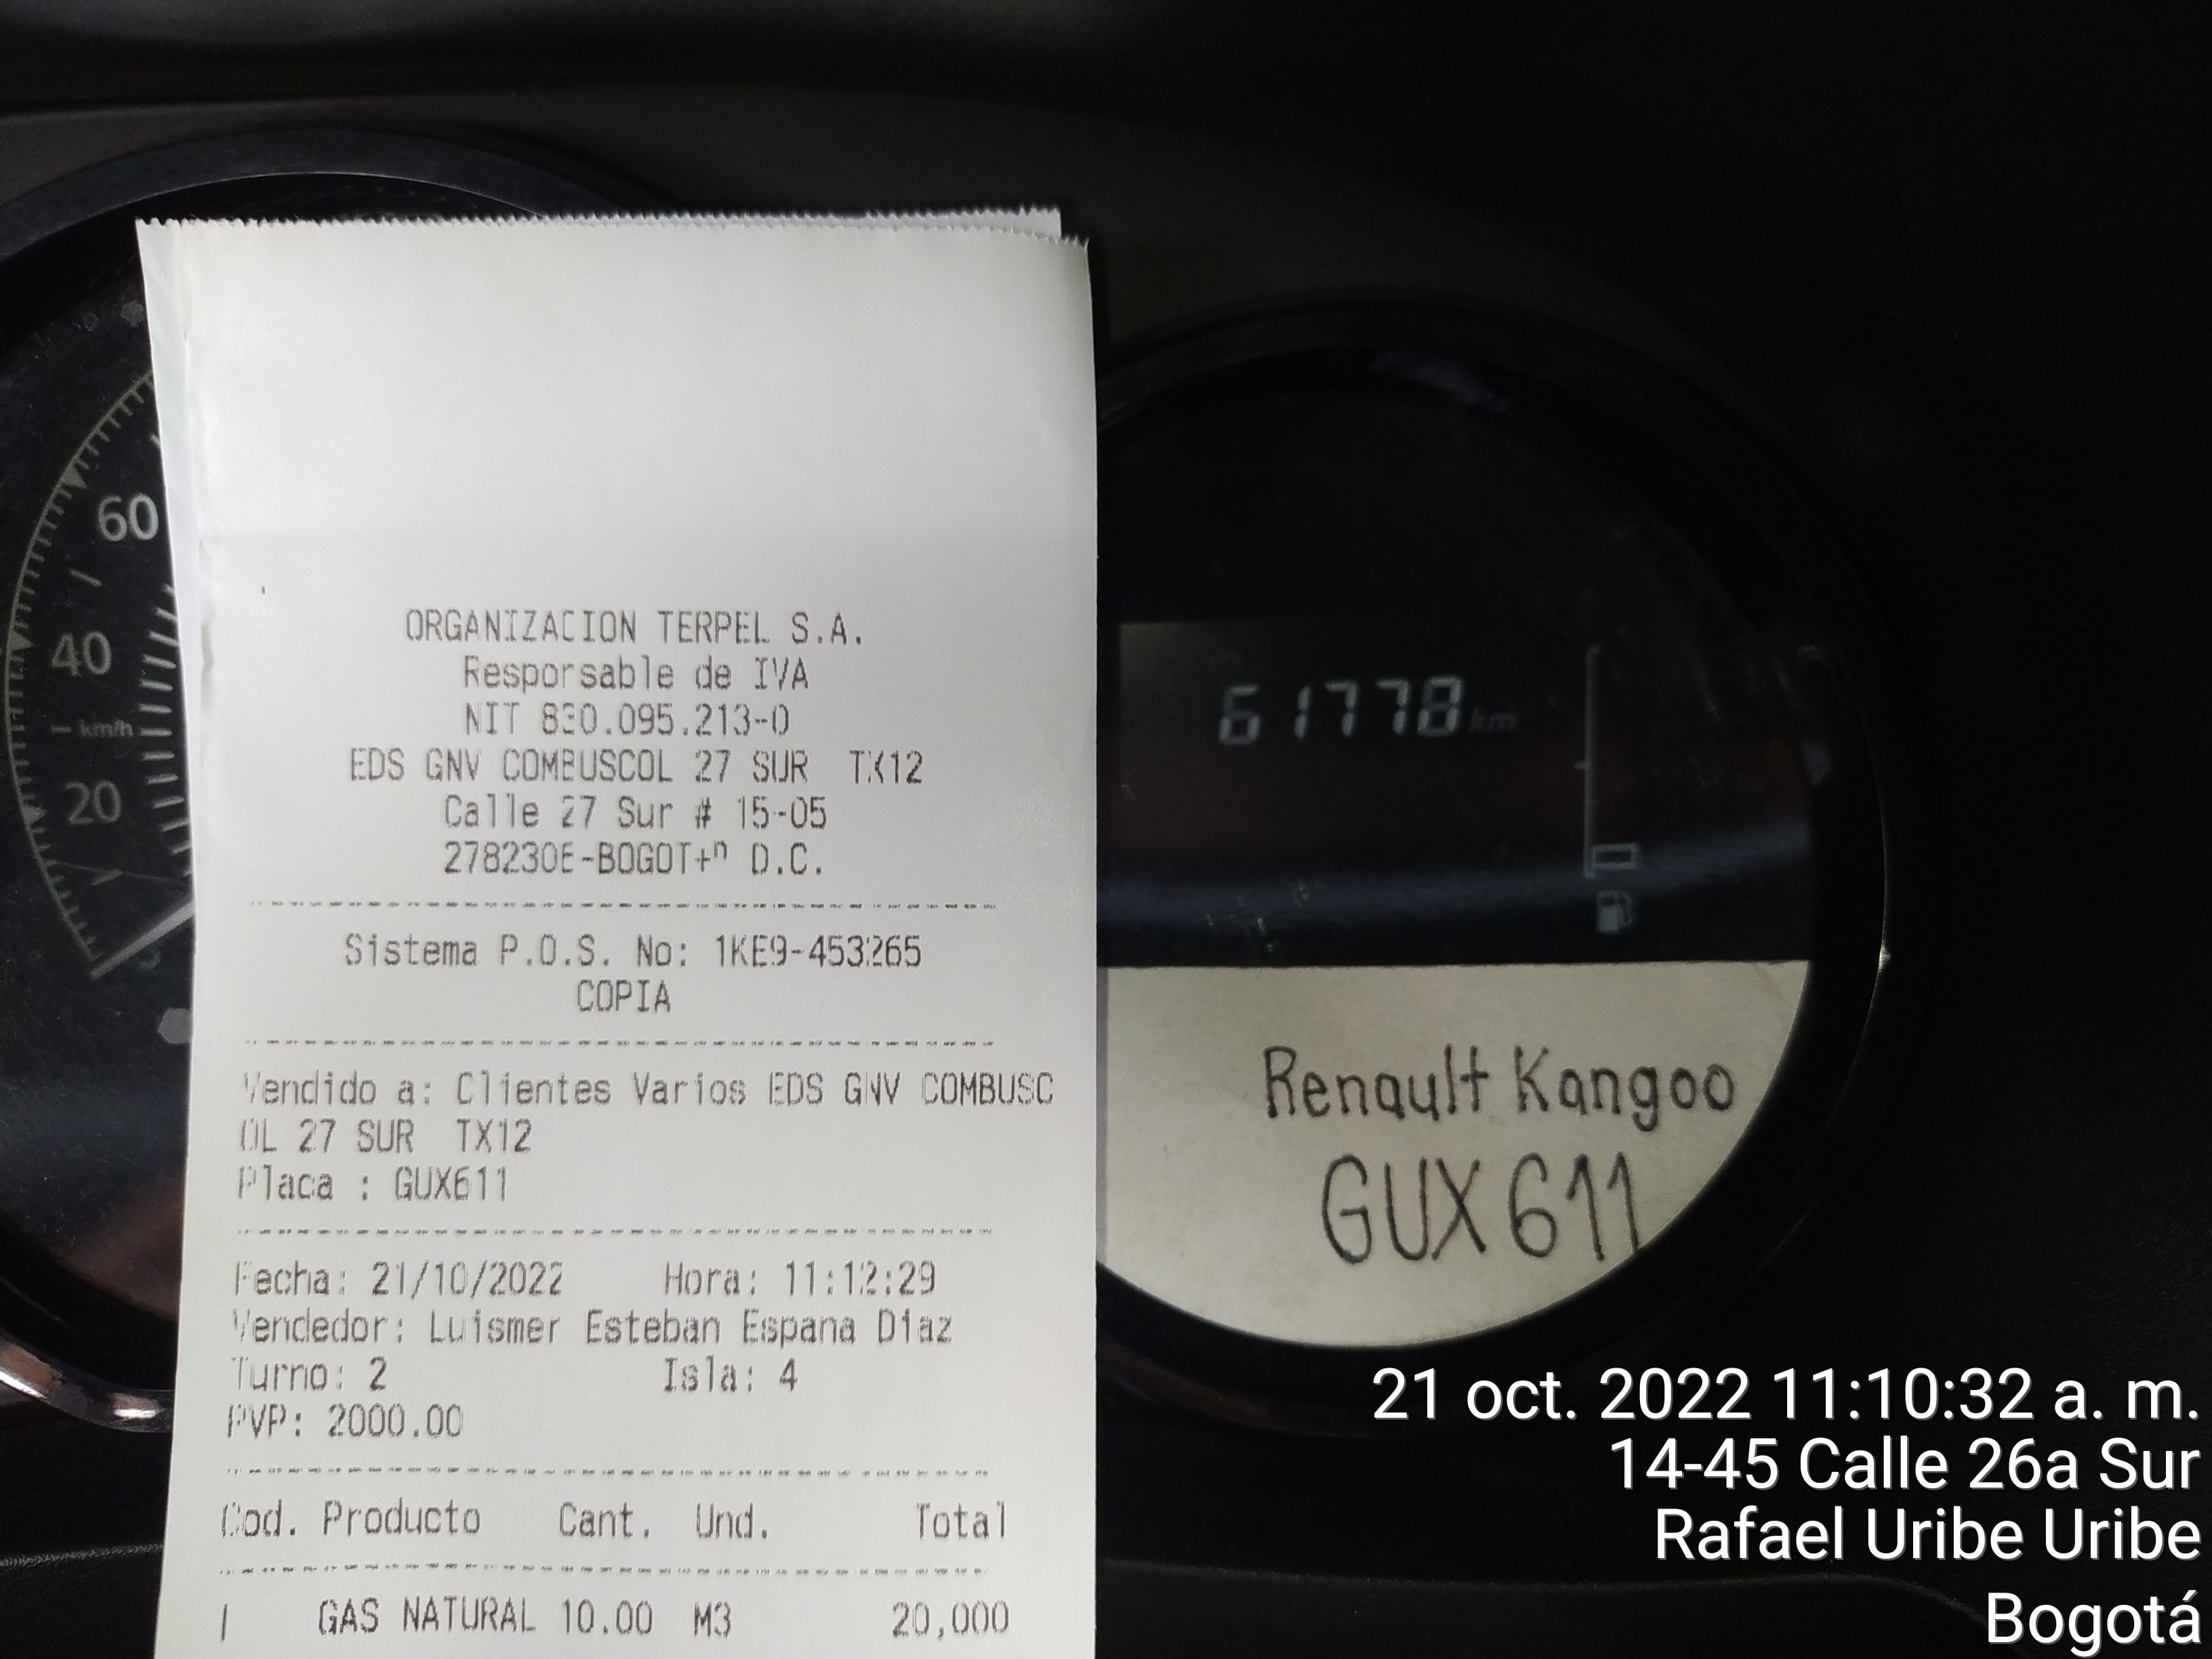 ORGANIZACION TERPEL S.A.
Responsable de IVA
NIT 830.095.213-0
EDS GNV COMBUSCOL 27 SUR TX12
Calle 27 Sur # 15-05
278230E-BOGOT+ⁿ D.C.
Sistema P.O.S. No: 1KE9-453265
COPIA
Vendido a: Clientes Varios EDS GNV COMBUSC
OL 27 SUR TX12
Placa : GUX611
Fecha: 21/10/2022 Hora: 11:12:29
Vendedor: Luismer Esteban Espana Diaz
Turno: 2 Isla: 4
PVP: 2000.00
Cod. Producto Cant. Und. Total
GAS NATURAL 10.00 M3 20,000
60
40
km/h
20
61778 km
Renault Kangoo
GUX611
21 oct. 2022 11:10:32 a. m.
14-45 Calle 26a Sur
Rafael Uribe Uribe
Bogotá